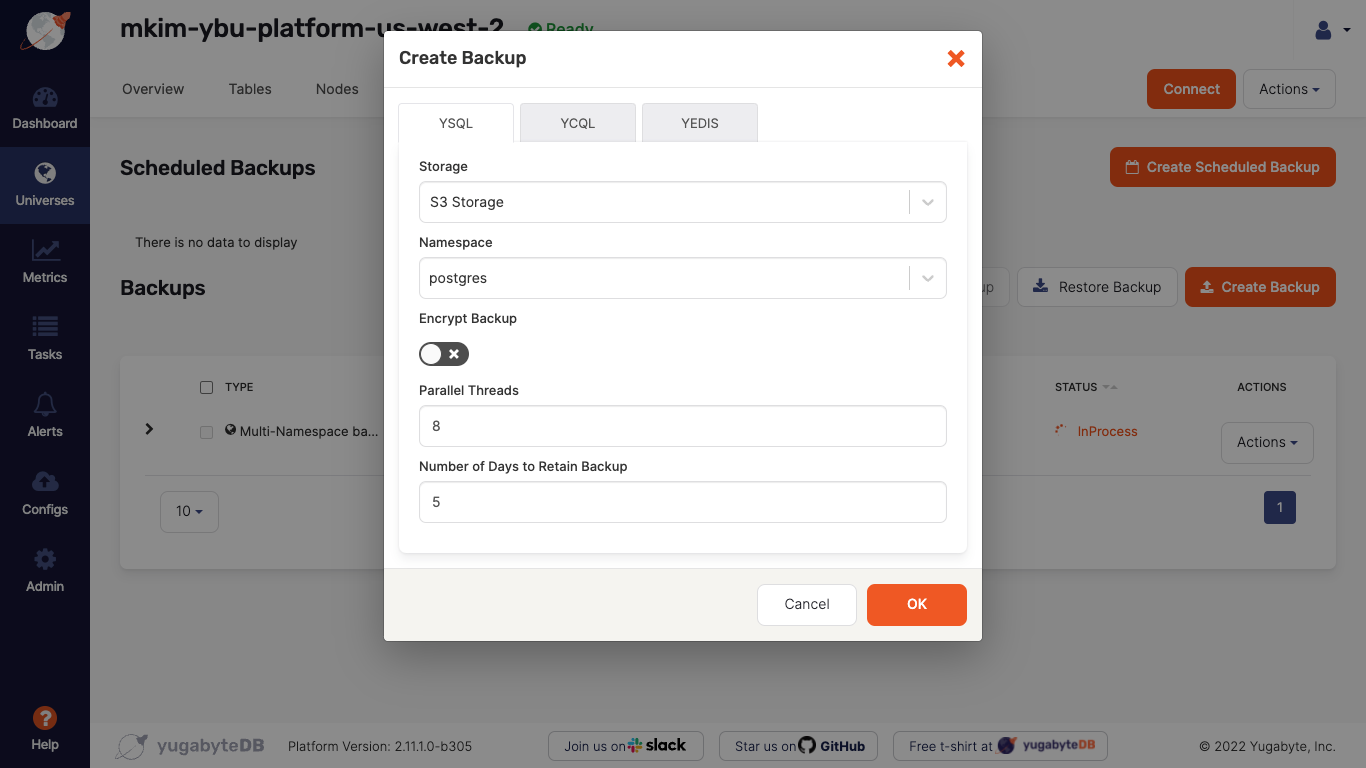 mkim-ybu-platform-us-west-2 Ready
Create Backup
Overview Tables Nodes
Connect Actions
Dashboard
Universes
Metrics
Tasks
Alerts
Configs
Admin
Help
YSQL YCQL YEDIS
Scheduled Backups
Create Scheduled Backup
There is no data to display
Storage
S3 Storage
Namespace
postgres
Encrypt Backup
Parallel Threads
8
Number of Days to Retain Backup
5
Cancel OK
Backups
up Restore Backup Create Backup
TYPE STATUS ACTIONS
Multi-Namespace ba... InProcess Actions
10 1
yugabyteDB Platform Version: 2.11.1.0-b305 Join us on slack Star us on GitHub Free t-shirt at yugabyteDB © 2022 Yugabyte, Inc.